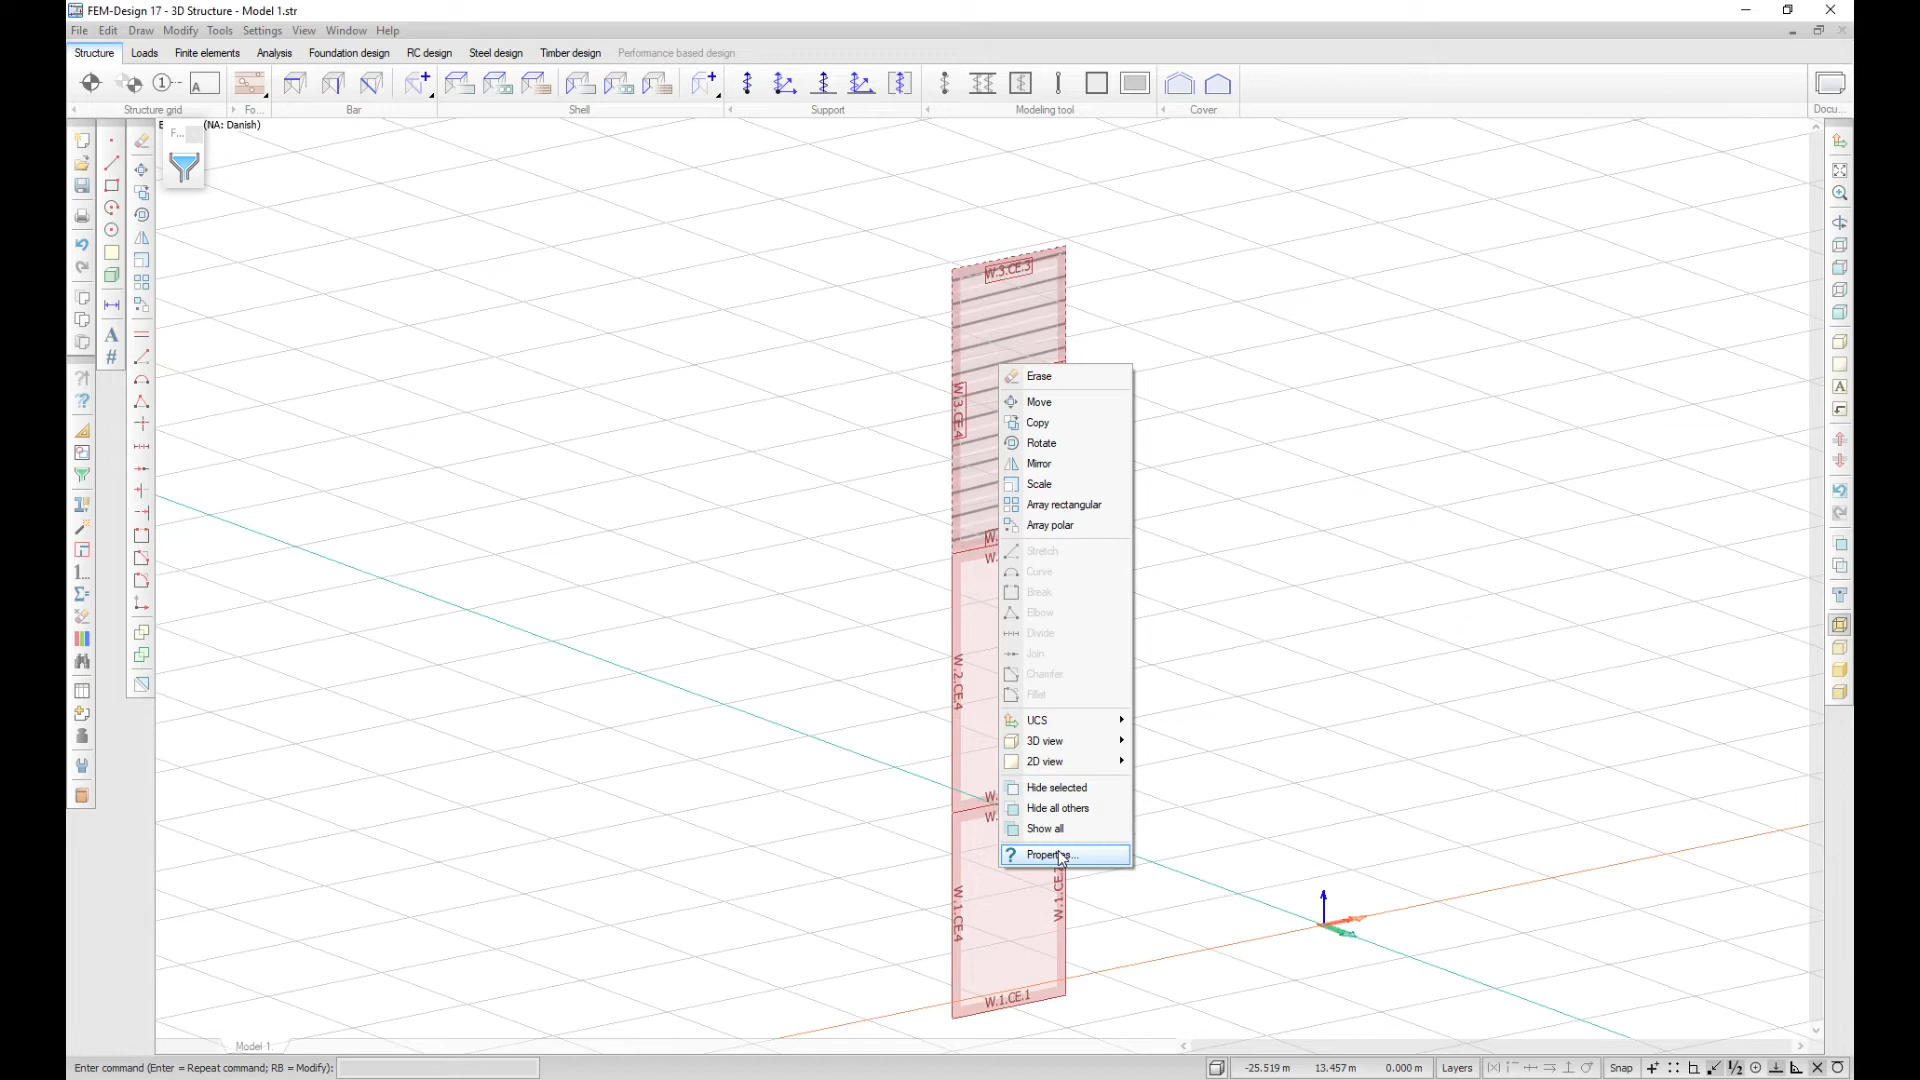 FEM-Design 17 - 3D Structure - Model 1.str
File Edit Draw Modify Tools Settings View Window Help
Structure Loads Finite elements Analysis Foundation design RC design Steel design Timber design Performance based design
Structure grid Fo... Bar Shell Support Modeling tool Cover Docu...
(NA: Danish)
F...
W.3.CE.3
W.3.CE.4
Erase
Move
Copy
Rotate
Mirror
Scale
Array rectangular
Array polar
Stretch
Curve
Break
Elbow
Divide
Join
Chamfer
Fillet
UCS
3D view
2D view
Hide selected
Hide all others
Show all
Properties...
W.2.CE.4
W.1.CE.4
W.1.CE.1
Model 1
Enter command (Enter = Repeat command; RB = Modify):
-25.519 m 13.457 m 0.000 m Layers Snap